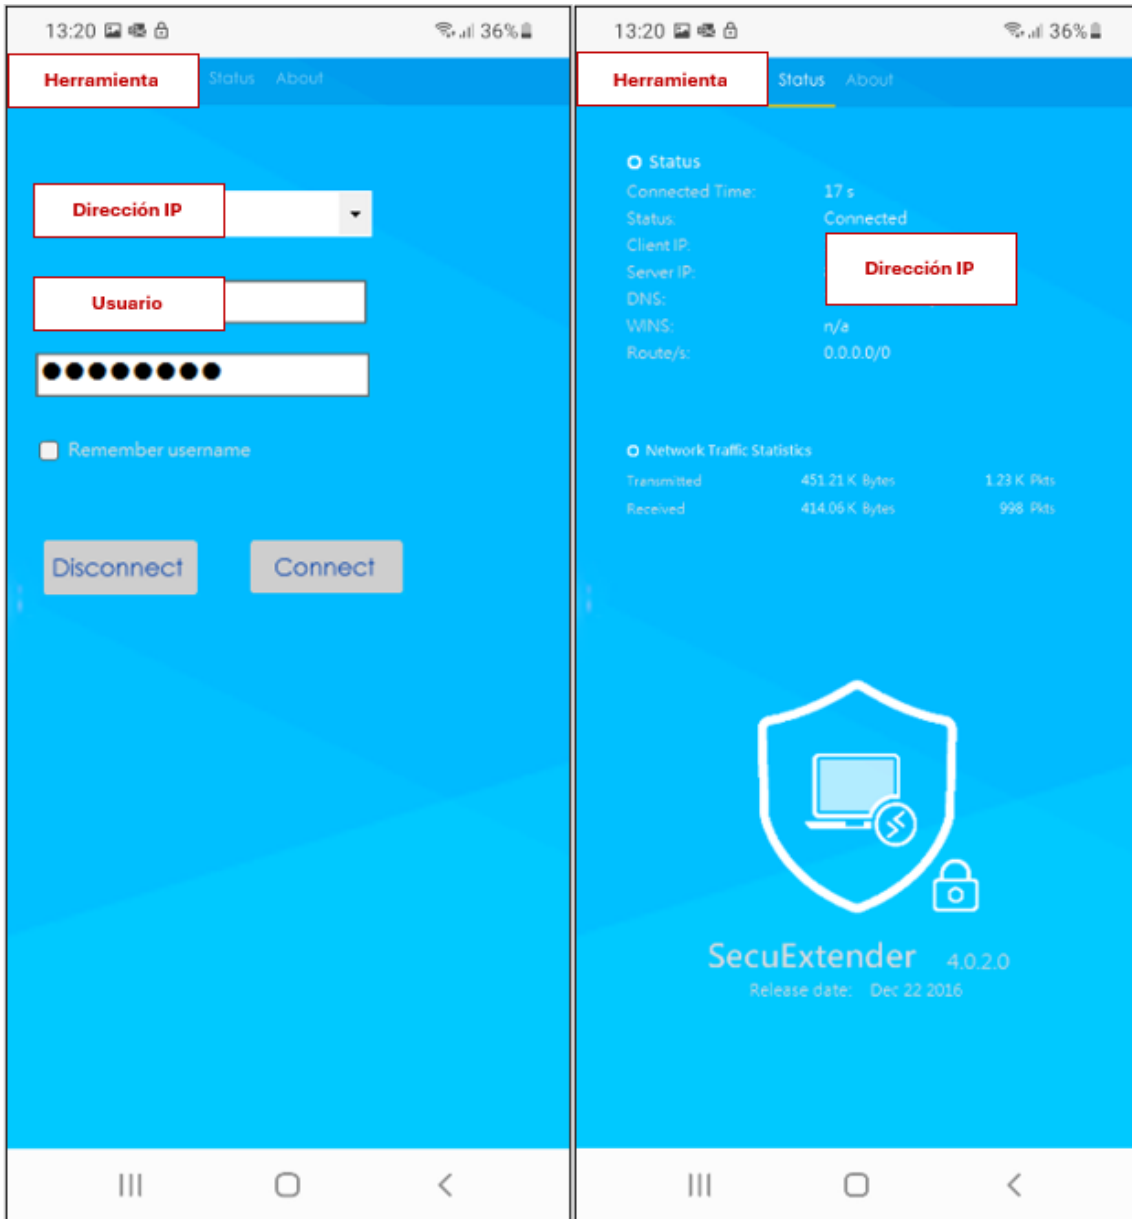 13:20 36%
Herramienta Status About
Dirección IP
Usuario
Remember username
Disconnect Connect
13:20 36%
Herramienta Status About
Status
Connected Time: 17 s
Status: Connected
Client IP:
Dirección IP
Server IP:
DNS:
WINS: n/a
Route/s: 0.0.0.0/0
Network Traffic Statistics
Transmitted 451.21 K Bytes 1.23 K Pkts
Received 414.06 K Bytes 998 Pkts
SecuExtender 4.0.2.0
Release date: Dec 22 2016